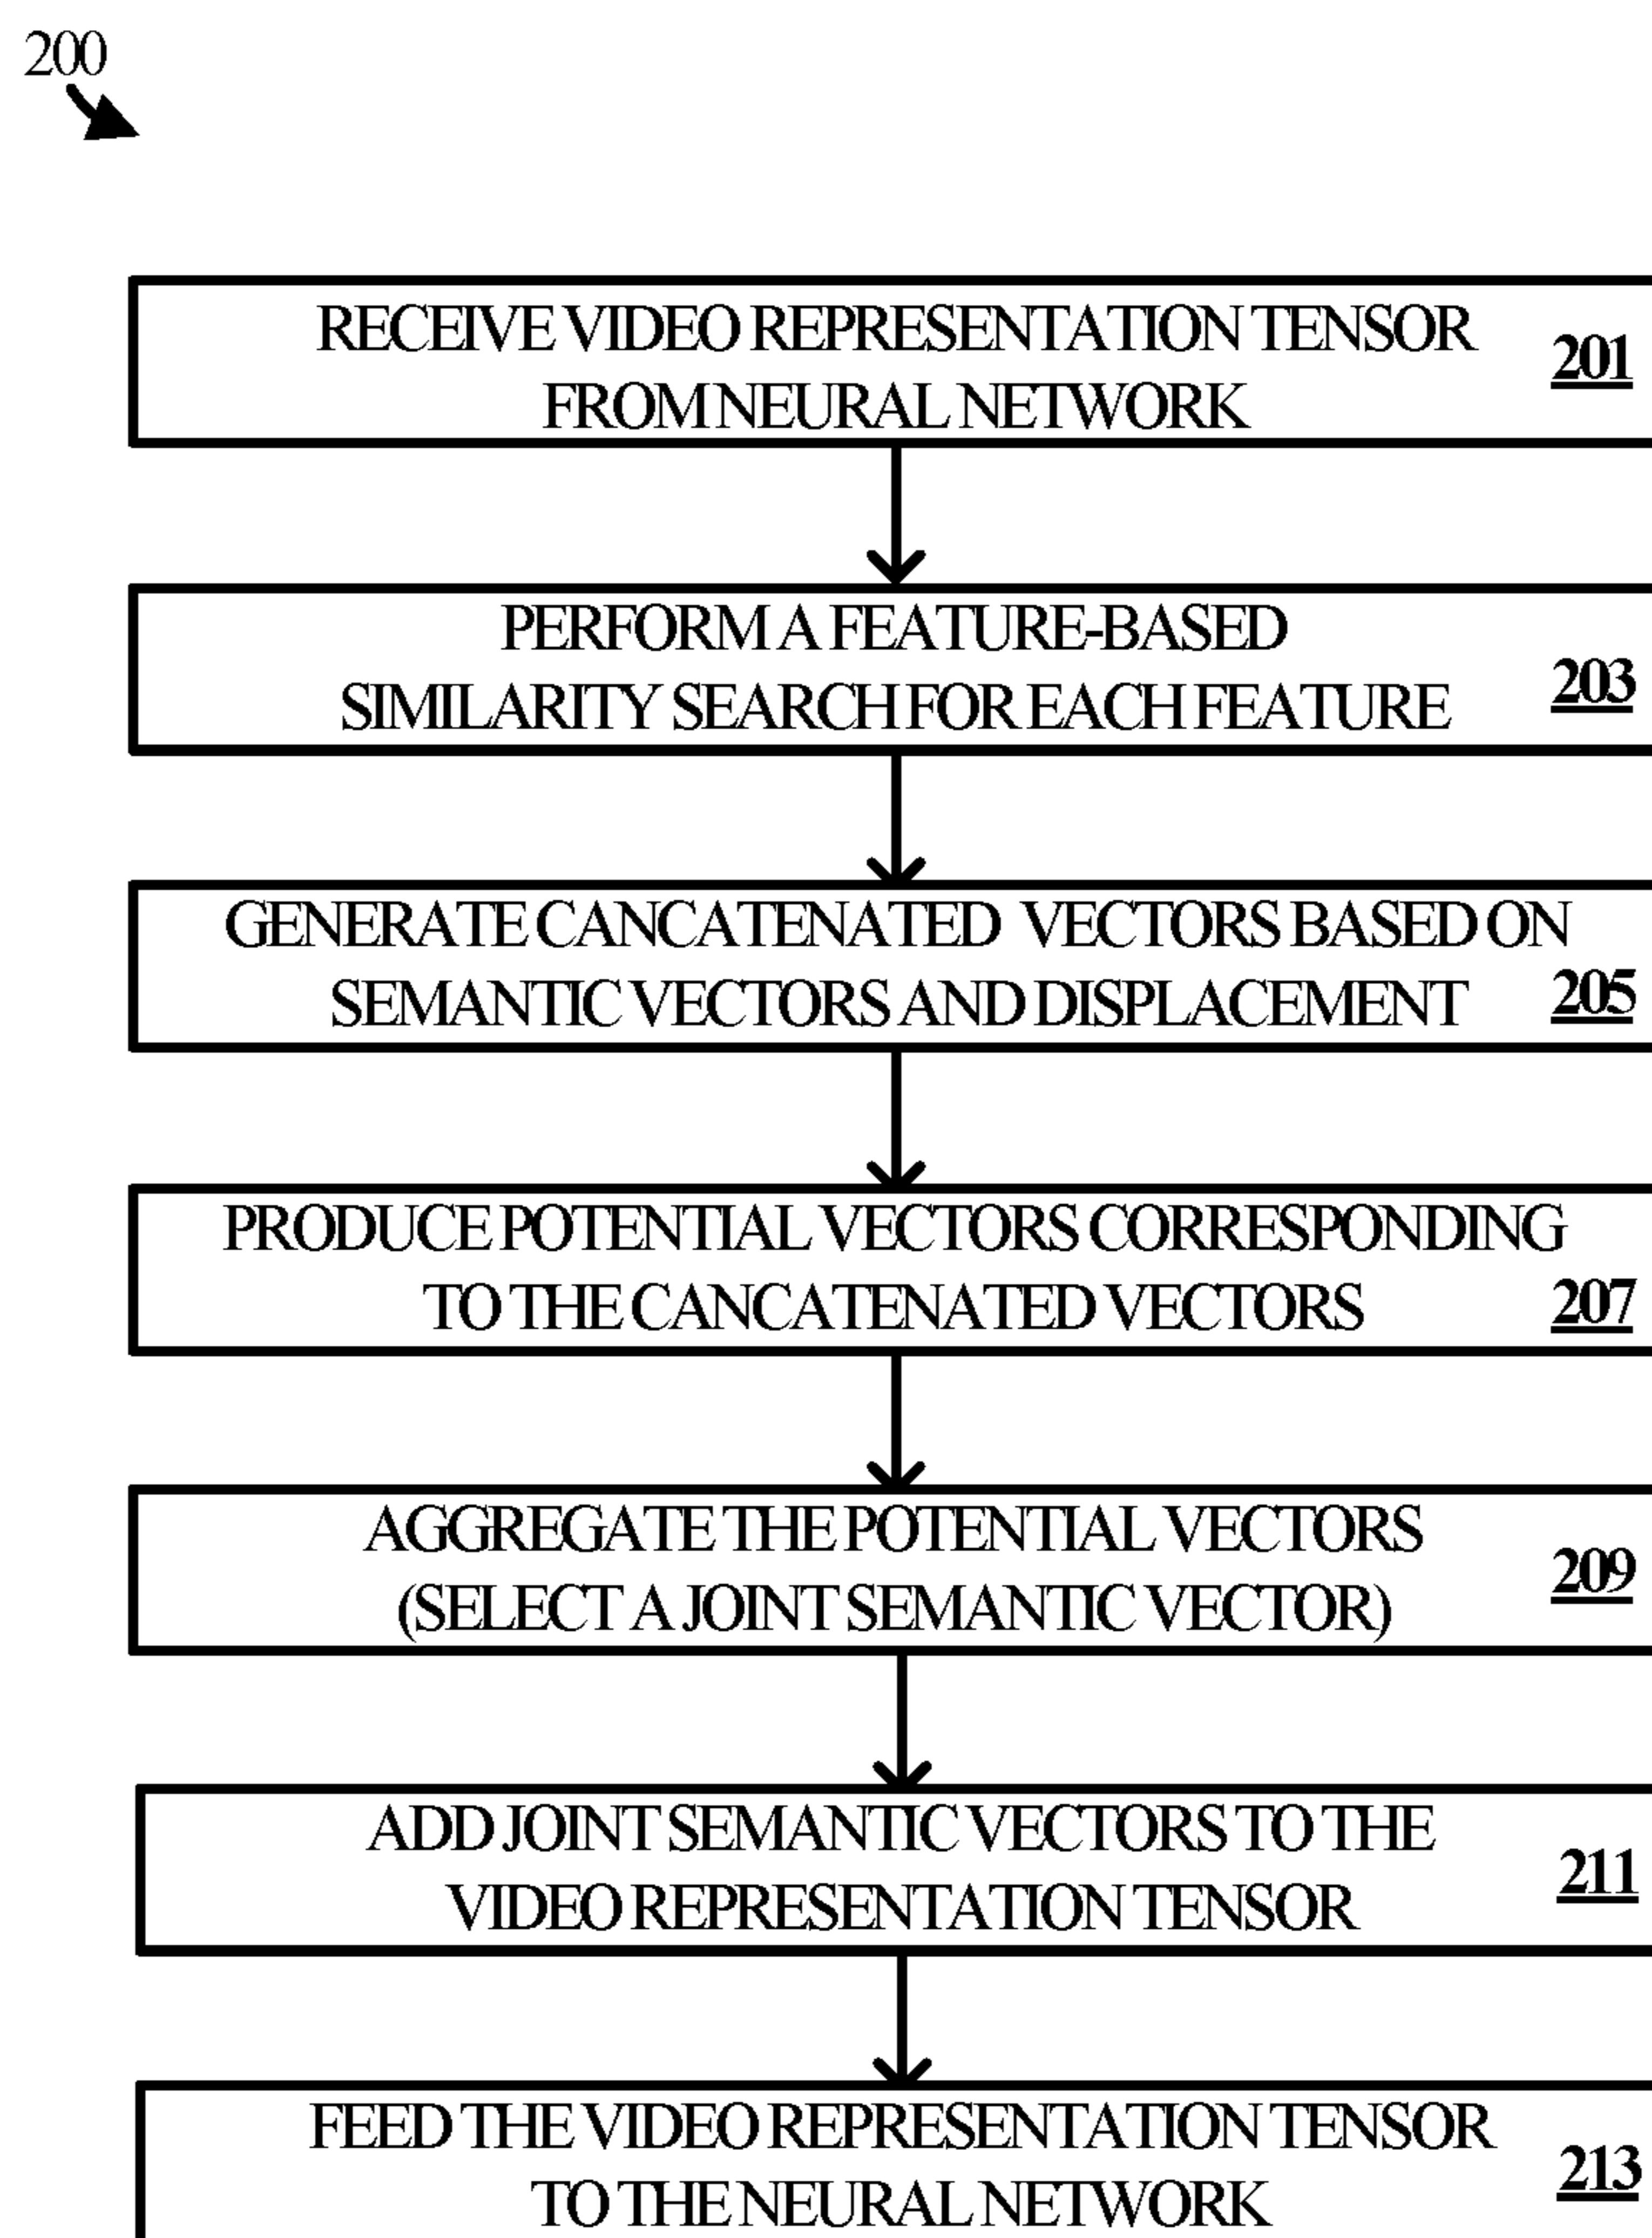 200
RECEIVE VIDEO REPRESENTATION TENSOR
FROM NEURAL NETWORK
201
PERFORM A FEATURE-BASED
SIMILARITY SEARCH FOR EACH FEATURE
203
GENERATE CANCATENATED VECTORS BASED ON
SEMANTIC VECTORS AND DISPLACEMENT
205
PRODUCE POTENTIAL VECTORS CORRESPONDING
TO THE CANCATENATED VECTORS
207
AGGREGATE THE POTENTIAL VECTORS
(SELECT A JOINT SEMANTIC VECTOR)
209
ADD JOINT SEMANTIC VECTORS TO THE
VIDEO REPRESENTATION TENSOR
211
FEED THE VIDEO REPRESENTATION TENSOR
TO THE NEURAL NETWORK
213